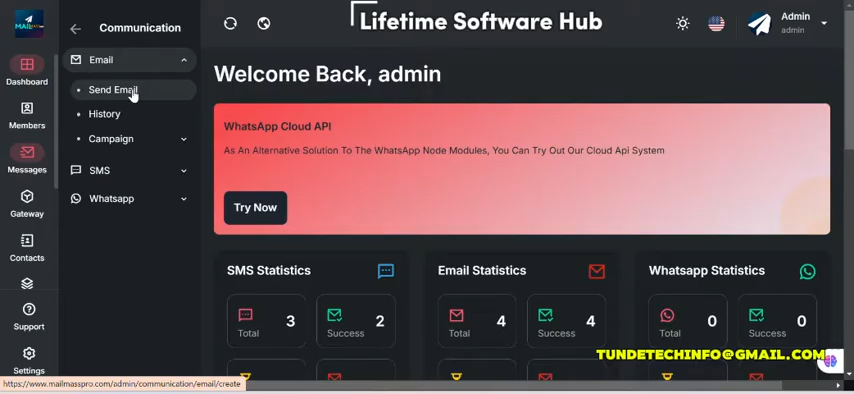 Lifetime Software Hub
MAILMASSPRO
Communication
Admin
admin
Email
Dashboard
Send Email
History
Campaign
SMS
Whatsapp
Members
Messages
Gateway
Contacts
Support
Settings
Welcome Back, admin
WhatsApp Cloud API
As An Alternative Solution To The WhatsApp Node Modules, You Can Try Out Our Cloud Api System
Try Now
SMS Statistics
3
Total
2
Success
Email Statistics
4
Total
4
Success
Whatsapp Statistics
0
Total
0
Success
TUNDETECHINFO@GMAIL.COM
https://www.mailmasspro.com/admin/communication/email/create